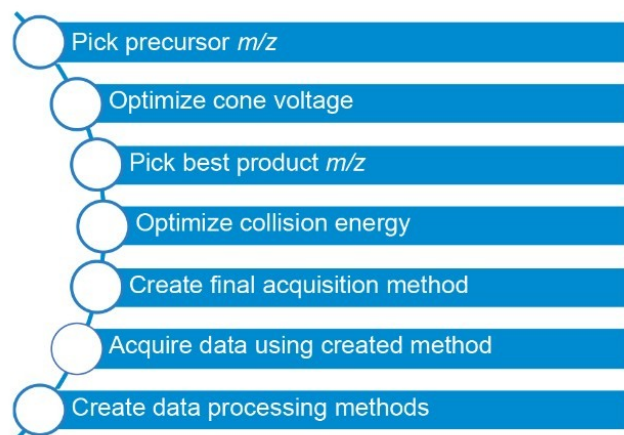 Pick precursor m/z
Optimize cone voltage
Pick best product m/z
Optimize collision energy
Create final acquisition method
Acquire data using created method
Create data processing methods